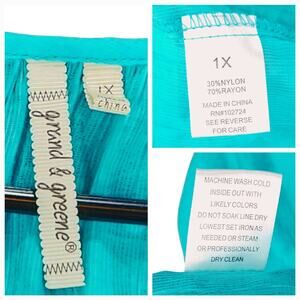 grand & greene®
1X
China
1X
30%NYLON
70%RAYON
MADE IN CHINA
RN#102724
SEE REVERSE
FOR CARE
MACHINE WASH COLD
INSIDE OUT WITH
LIKELY COLORS
DO NOT SOAK LINE DRY
LOWEST SET IRON AS
NEEDED OR STEAM
OR PROFESSIONALLY
DRY CLEAN